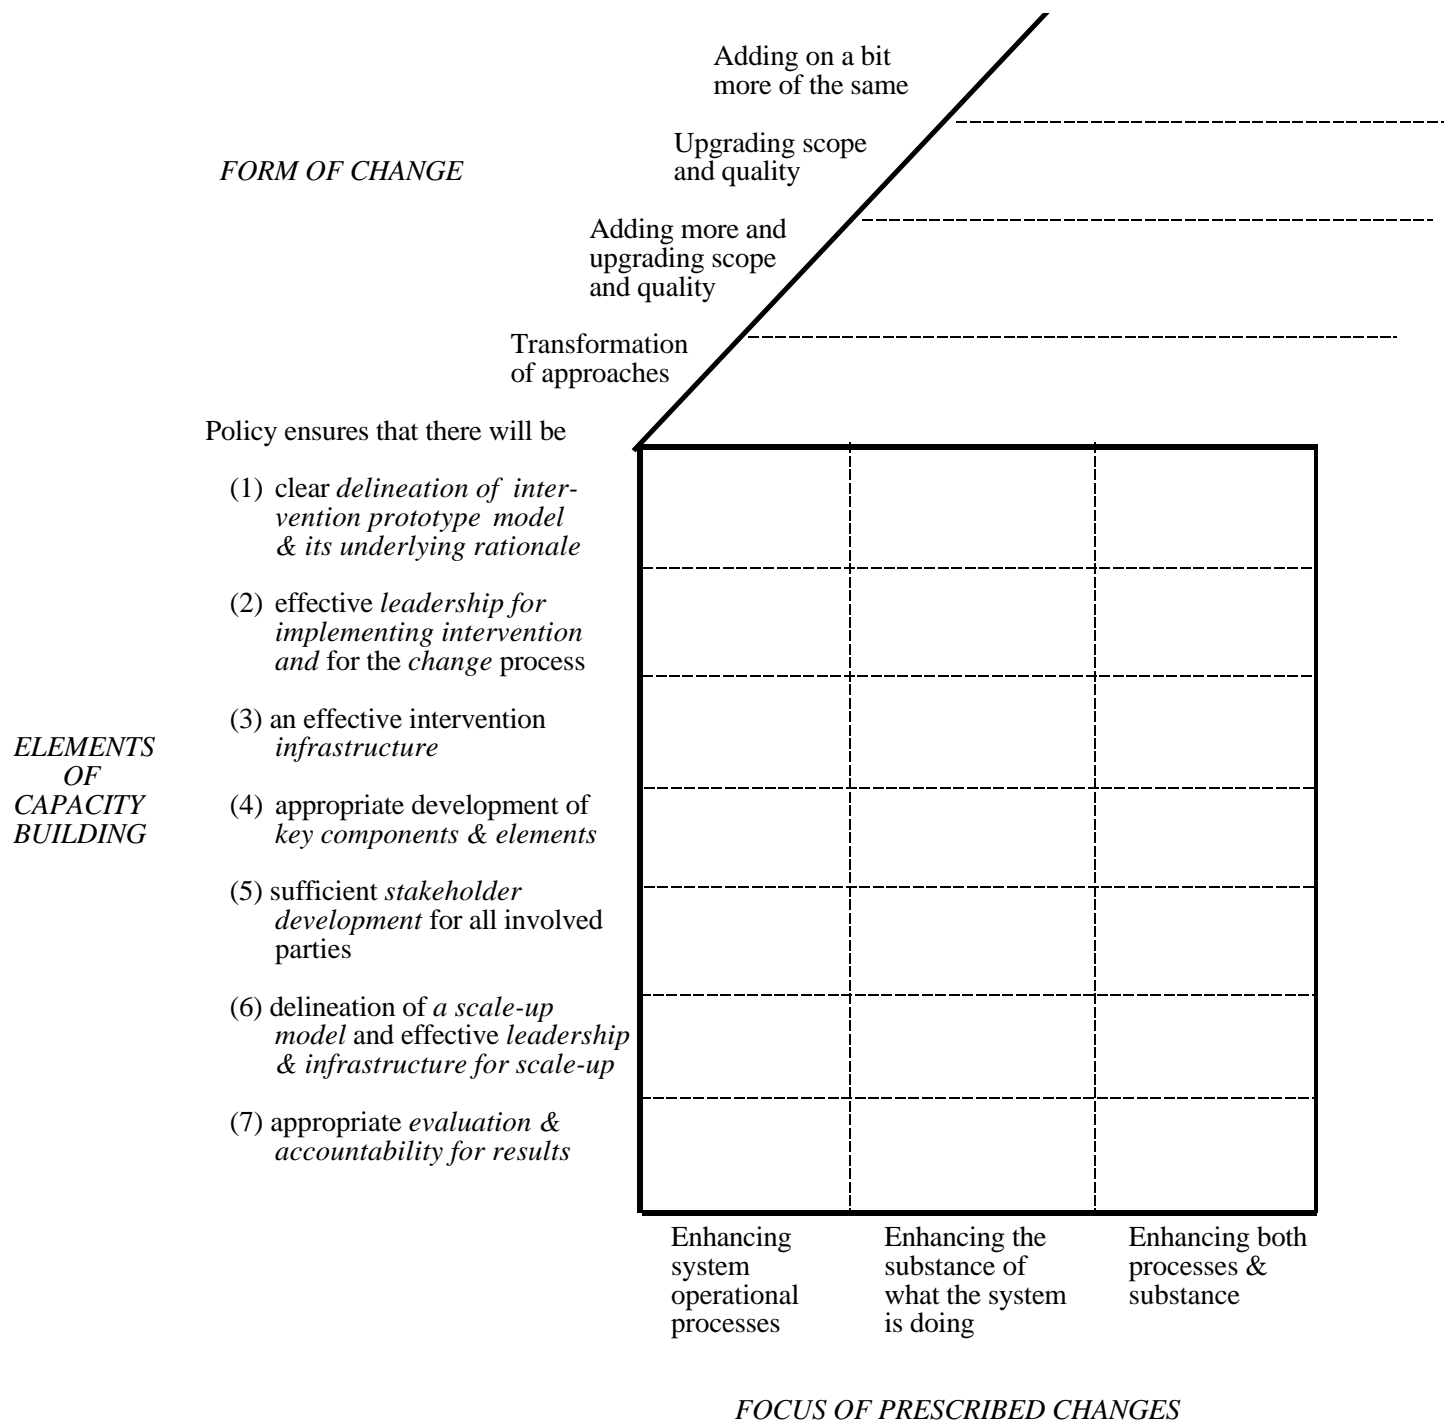 Adding on a bit
more of the same
Upgrading scope
and quality
FORM OF CHANGE
Adding more and
upgrading scope
and quality
Transformation
of approaches
Policy ensures that there will be
(1) clear delineation of inter-
vention prototype model
& its underlying rationale
(2) effective leadership for
implementing intervention
and for the change process
(3) an effective intervention
infrastructure
ELEMENTS
OF
CAPACITY
BUILDING
(4) appropriate development of
key components & elements
(5) sufficient stakeholder
development for all involved
parties
(6) delineation of a scale-up
model and effective leadership
& infrastructure for scale-up
(7) appropriate evaluation &
accountability for results
Enhancing
system
operational
processes
Enhancing the
substance of
what the system
is doing
Enhancing both
processes &
substance
FOCUS OF PRESCRIBED CHANGES